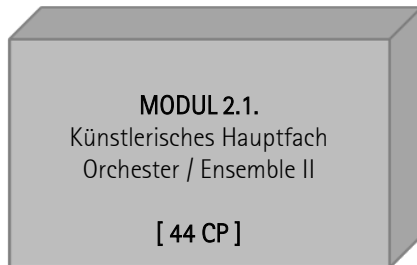 MODUL 2.1.
Künstlerisches Hauptfach
Orchester / Ensemble II
[ 44 CP ]